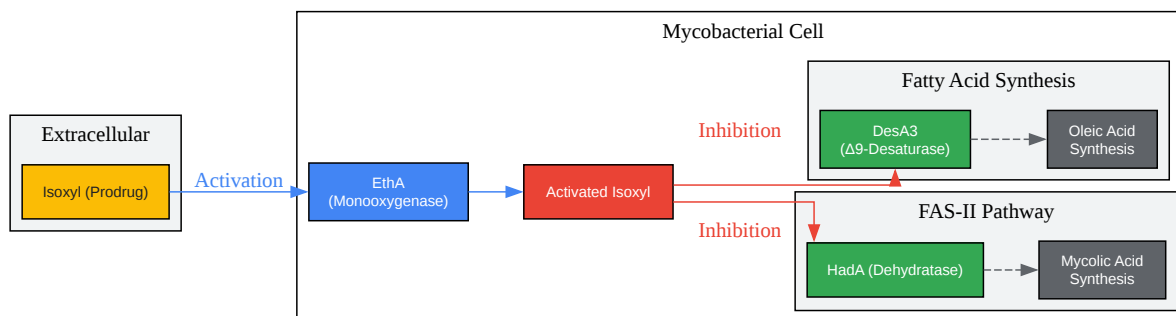 Mycobacterial Cell
Extracellular
Isoxyl (Prodrug)
Activation
EthA
(Monooxygenase)
Activated Isoxyl
Inhibition
Inhibition
Fatty Acid Synthesis
DesA3
(Δ9-Desaturase)
Oleic Acid
Synthesis
FAS-II Pathway
HadA (Dehydratase)
Mycolic Acid
Synthesis